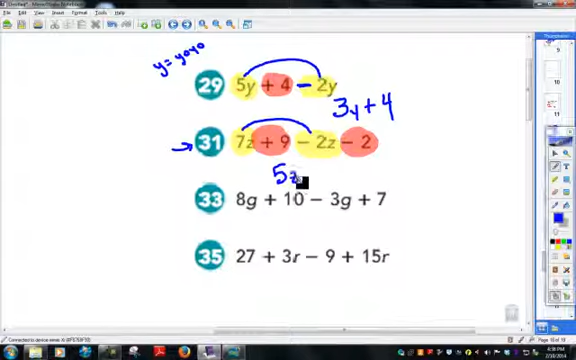 y = yoyo
29 5y + 4 - 2y
3y + 4
31 7z + 9 - 2z - 2
5z
33 8g + 10 - 3g + 7
35 27 + 3r - 9 + 15r